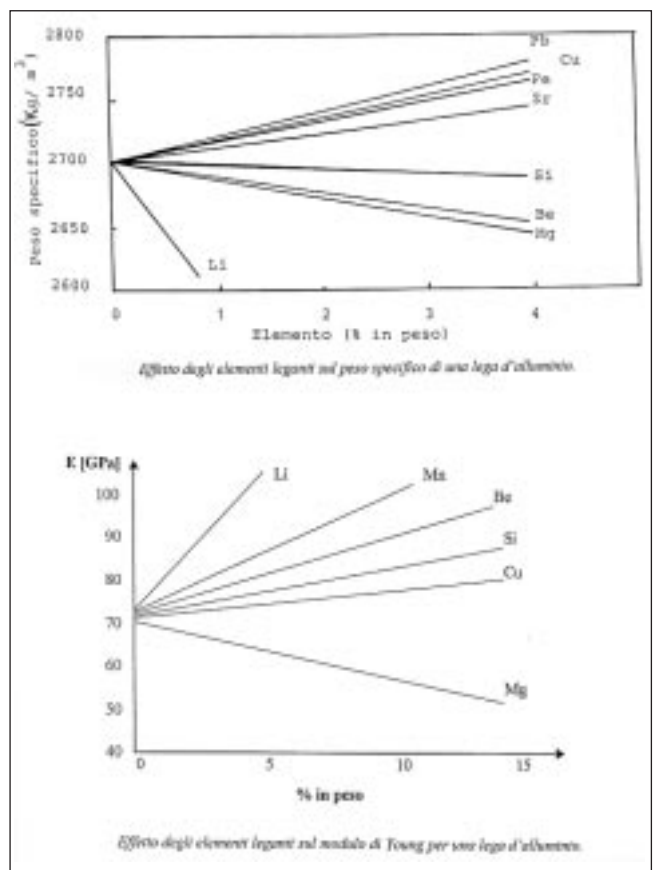 2800
Pb
Cu
Fe
Sr
2750
2700
Si
Be
Mg
2650
Li
2600
Peso specifico(Kg/ m³)
0 1 2 3 4
Elemento (% in peso)
Effetto degli elementi leganti sul peso specifico di una lega d'alluminio.
E [GPa]
Li
Mn
Be
Si
Cu
Mg
100
90
80
70
60
50
40
0 5 10 15
% in peso
Effetto degli elementi leganti sul modulo di Young per una lega d'alluminio.